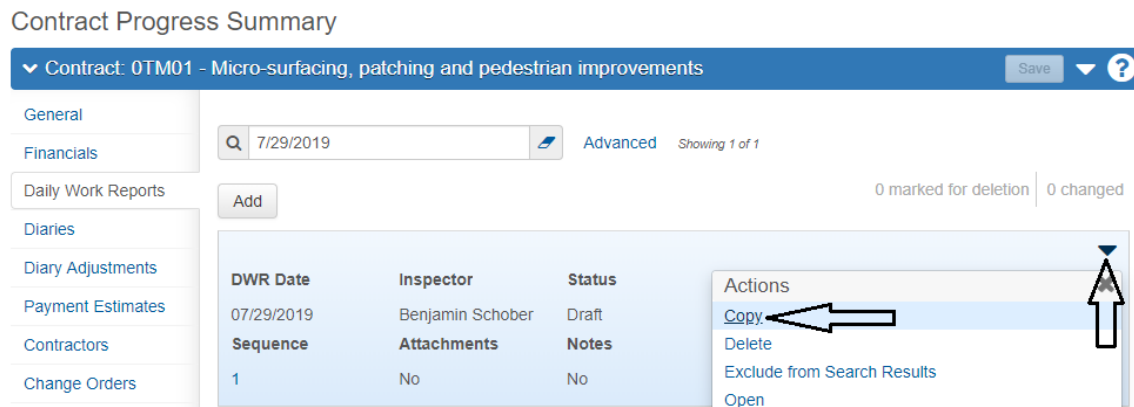 Contract Progress Summary
Contract: 0TM01 - Micro-surfacing, patching and pedestrian improvements
Save
?
General
Financials
Daily Work Reports
Diaries
Diary Adjustments
Payment Estimates
Contractors
Change Orders
7/29/2019
Advanced
Showing 1 of 1
Add
0 marked for deletion
0 changed
DWR Date Inspector Status
07/29/2019 Benjamin Schober Draft
Sequence Attachments Notes
1 No No
Actions
Copy
Delete
Exclude from Search Results
Open